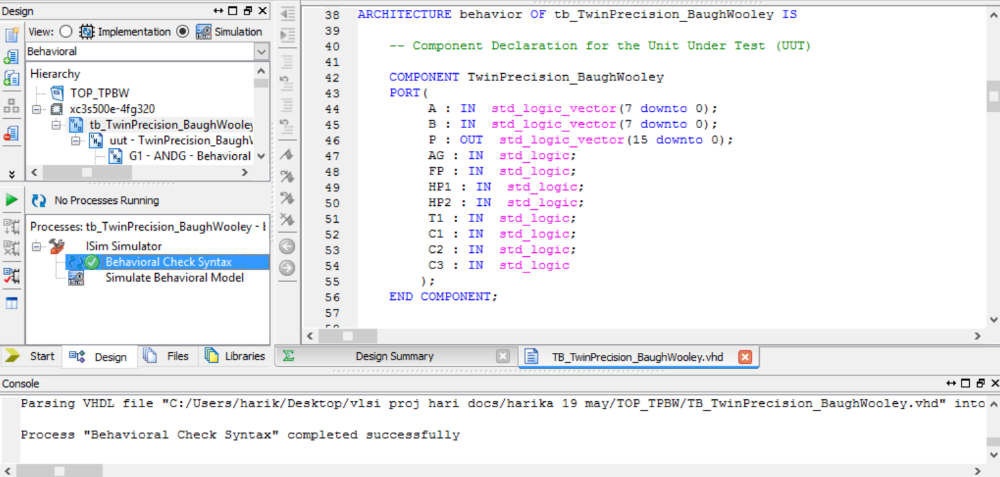 Design
View: Implementation Simulation
Behavioral
Hierarchy
TOP_TPBW
xc3s500e-4fg320
tb_TwinPrecision_BaughWooley
uut - TwinPrecision_Baugh
G1 - ANDG - Behavioral
No Processes Running
Processes: tb_TwinPrecision_BaughWooley -
ISim Simulator
Behavioral Check Syntax
Simulate Behavioral Model
Start Design Files Libraries
38 ARCHITECTURE behavior OF tb_TwinPrecision_BaughWooley IS
39
40 -- Component Declaration for the Unit Under Test (UUT)
41
42 COMPONENT TwinPrecision_BaughWooley
43 PORT(
44 A : IN std_logic_vector(7 downto 0);
45 B : IN std_logic_vector(7 downto 0);
46 P : OUT std_logic_vector(15 downto 0);
47 AG : IN std_logic;
48 FP : IN std_logic;
49 HP1 : IN std_logic;
50 HP2 : IN std_logic;
51 T1 : IN std_logic;
52 C1 : IN std_logic;
53 C2 : IN std_logic;
54 C3 : IN std_logic
55 );
56 END COMPONENT;
57
Design Summary TB_TwinPrecision_BaughWooley.vhd
Console
Parsing VHDL file "C:/Users/harik/Desktop/vlsi proj hari docs/harika 19 may/TOP_TPBW/TB_TwinPrecision_BaughWooley.vhd" into
Process "Behavioral Check Syntax" completed successfully